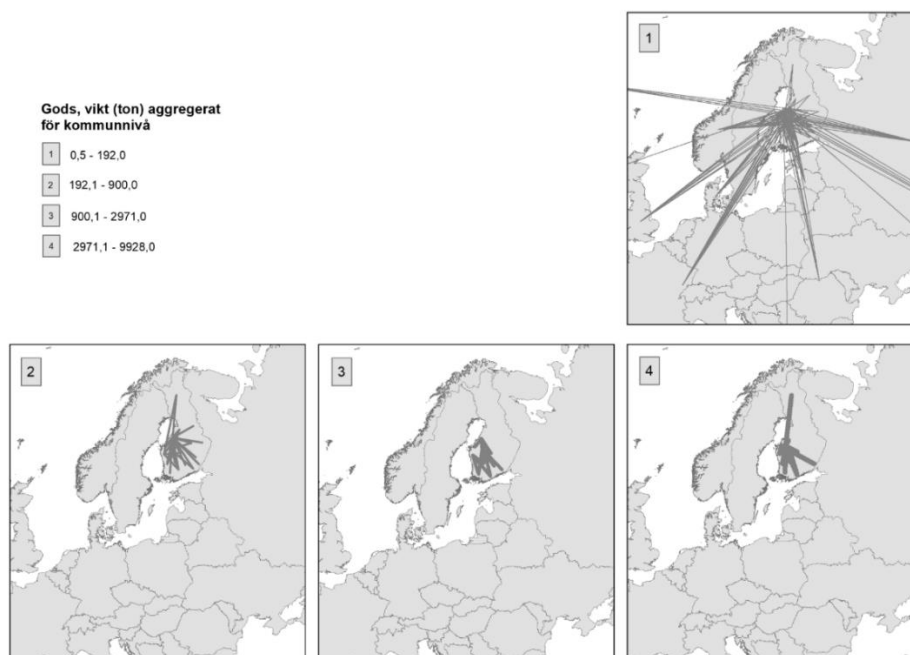 Gods, vikt (ton) aggregerat
för kommunnivå
1 0,5 - 192,0
2 192,1 - 900,0
3 900,1 - 2971,0
4 2971,1 - 9928,0
1
2
3
4